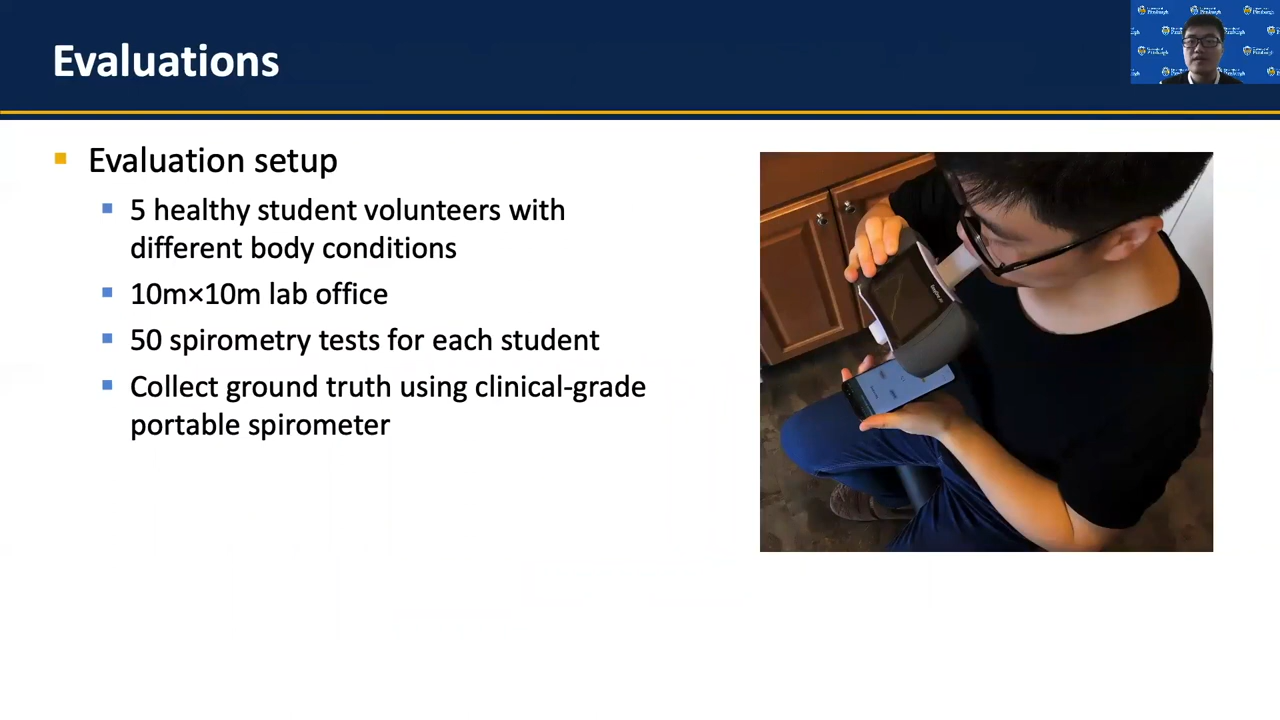 Evaluations
Evaluation setup
5 healthy student volunteers with
different body conditions
10m×10m lab office
50 spirometry tests for each student
Collect ground truth using clinical-grade
portable spirometer